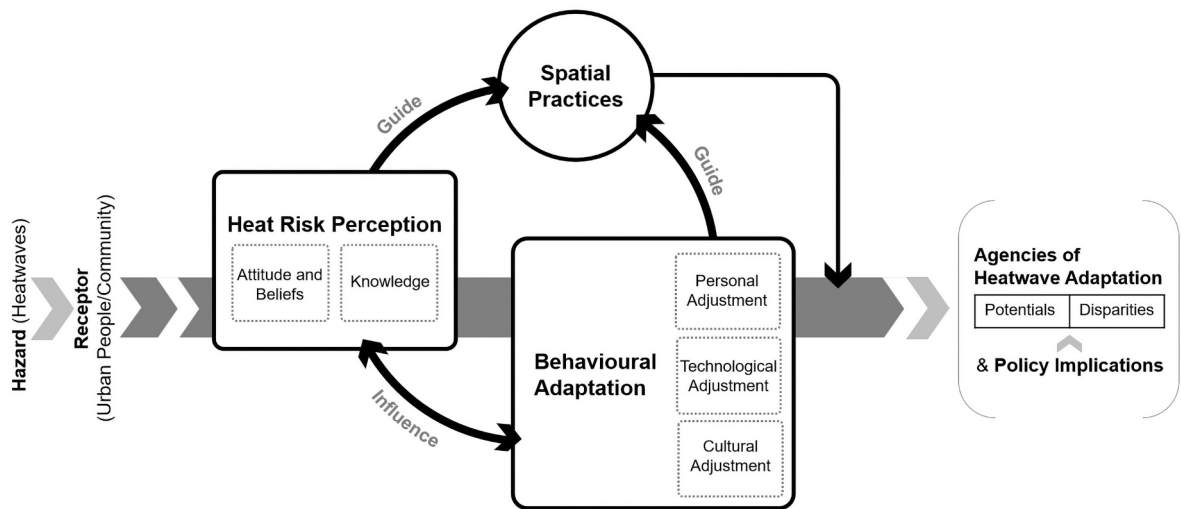 Hazard (Heatwaves)
Receptor
(Urban People/Community)
Heat Risk Perception
Attitude and
Beliefs
Knowledge
Guide
Spatial
Practices
Guide
Influence
Behavioural
Adaptation
Personal
Adjustment
Technological
Adjustment
Cultural
Adjustment
Agencies of
Heatwave Adaptation
Potentials
Disparities
& Policy Implications